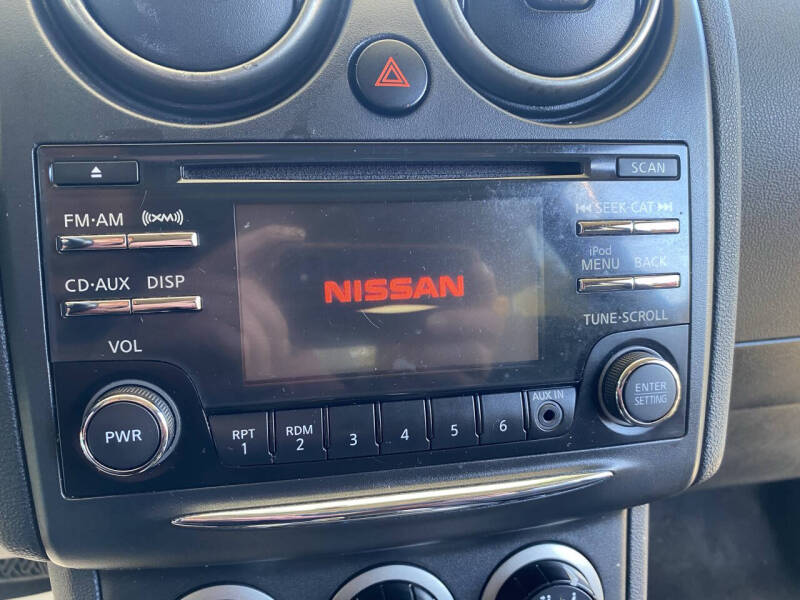 SCAN
FM·AM
XM
SEEK·CAT
iPod
MENU
BACK
CD·AUX
DISP
NISSAN
TUNE·SCROLL
VOL
PWR
ENTER
SETTING
RPT
1
RDM
2
3
4
5
6
AUX IN